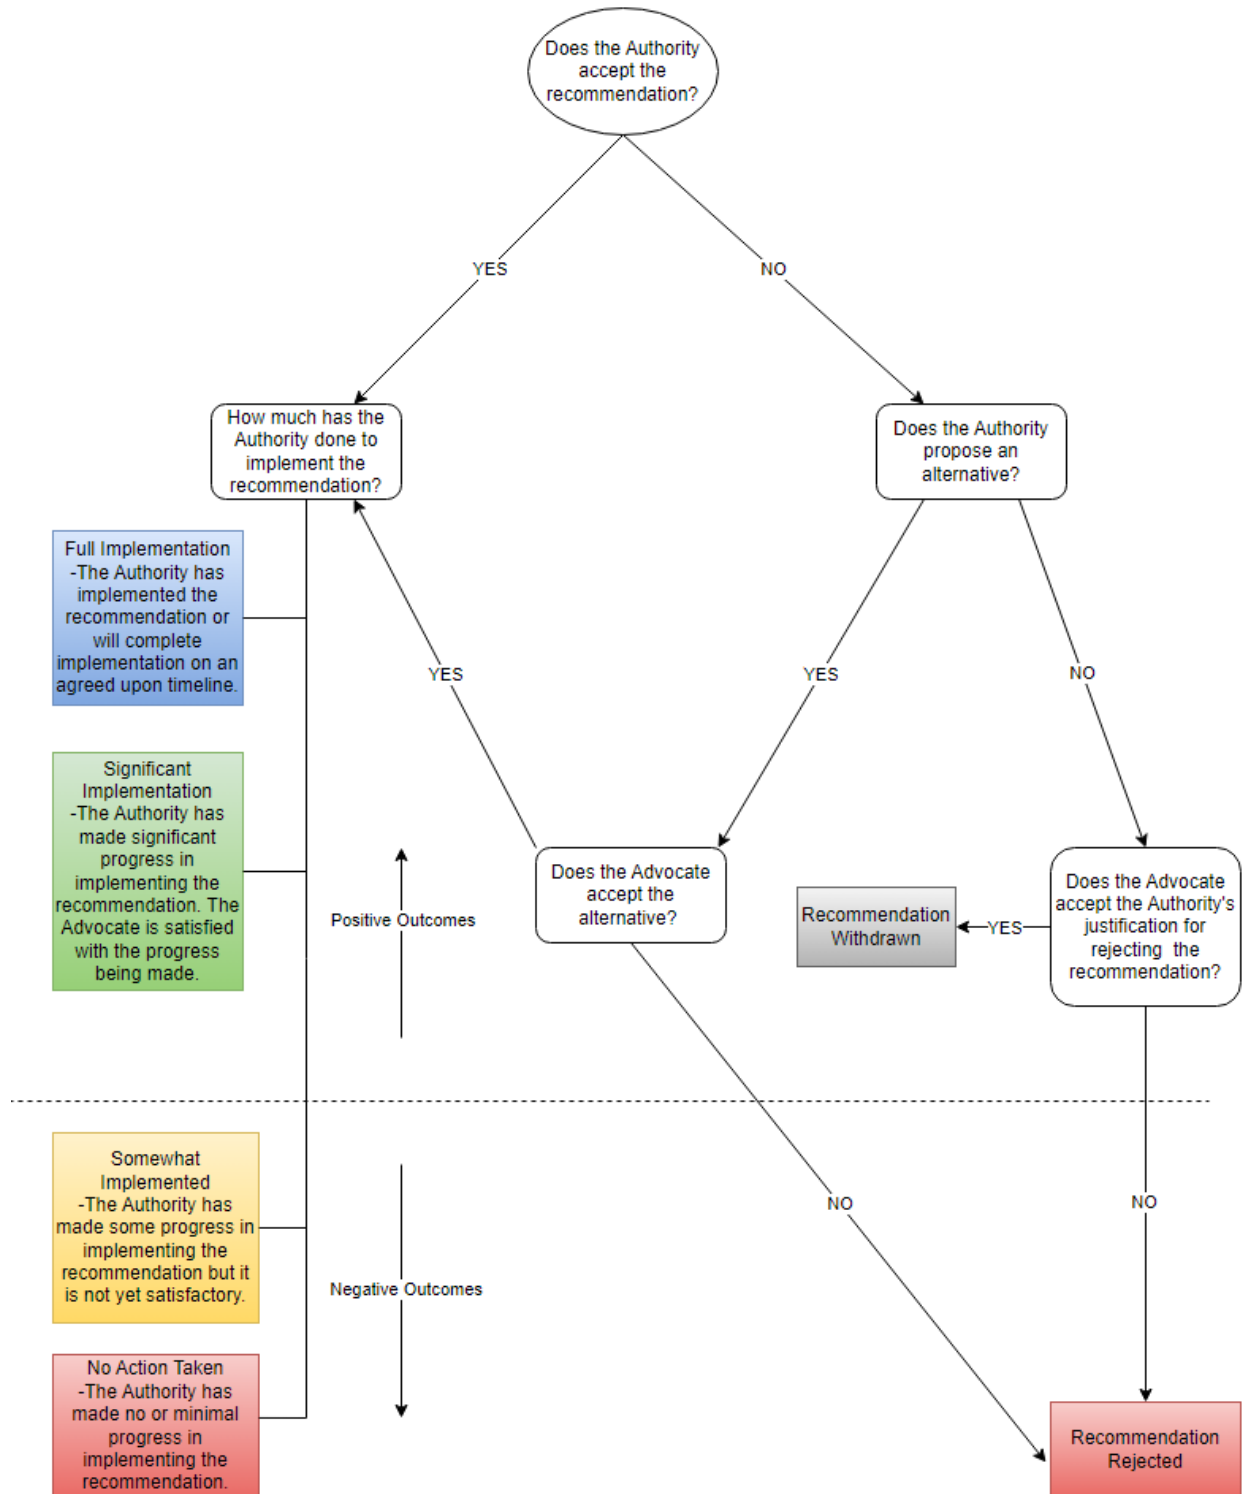 Does the Authority
accept the
recommendation?
YES
NO
How much has the
Authority done to
implement the
recommendation?
Does the Authority
propose an
alternative?
Full Implementation
-The Authority has
implemented the
recommendation or
will complete
implementation on an
agreed upon timeline.
YES
YES
NO
Significant
Implementation
-The Authority has
made significant
progress in
implementing the
recommendation. The
Advocate is satisfied
with the progress
being made.
Positive Outcomes
Does the Advocate
accept the
alternative?
Recommendation
Withdrawn
YES
Does the Advocate
accept the Authority's
justification for
rejecting the
recommendation?
Somewhat
Implemented
-The Authority has
made some progress in
implementing the
recommendation but it
is not yet satisfactory.
Negative Outcomes
NO
NO
No Action Taken
-The Authority has
made no or minimal
progress in
implementing the
recommendation.
Recommendation
Rejected